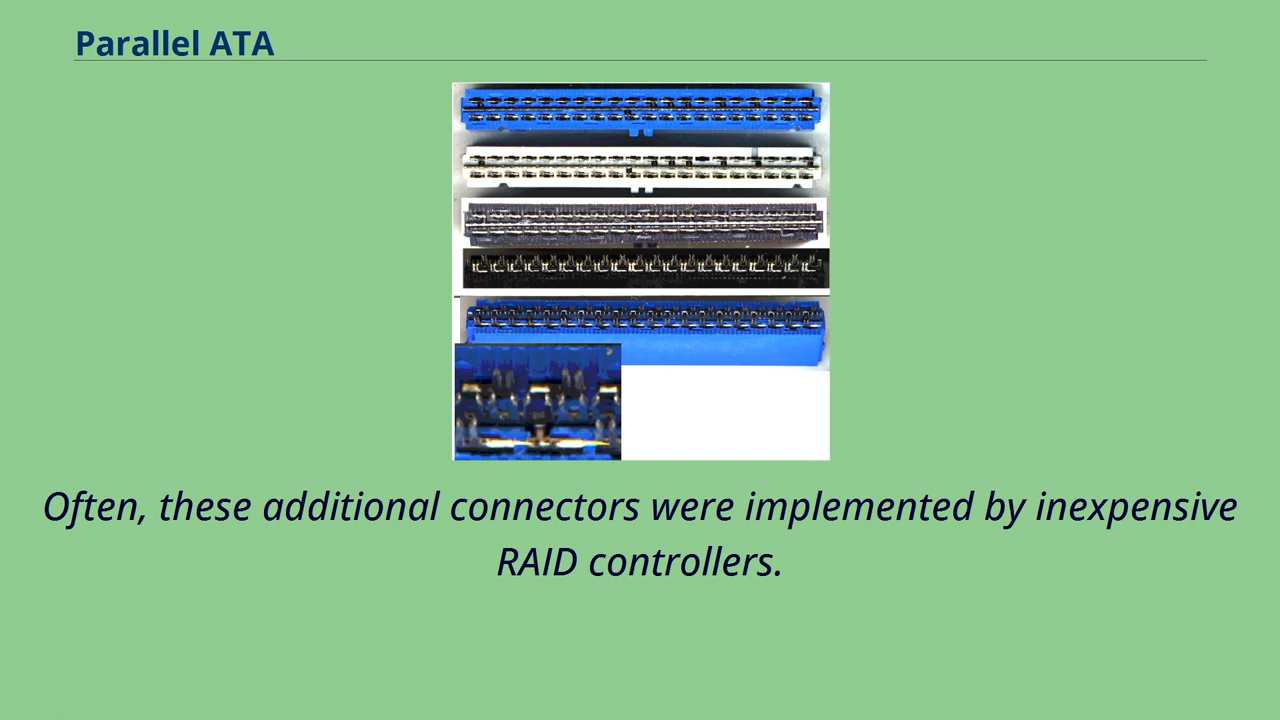 Parallel ATA
Often, these additional connectors were implemented by inexpensive
RAID controllers.